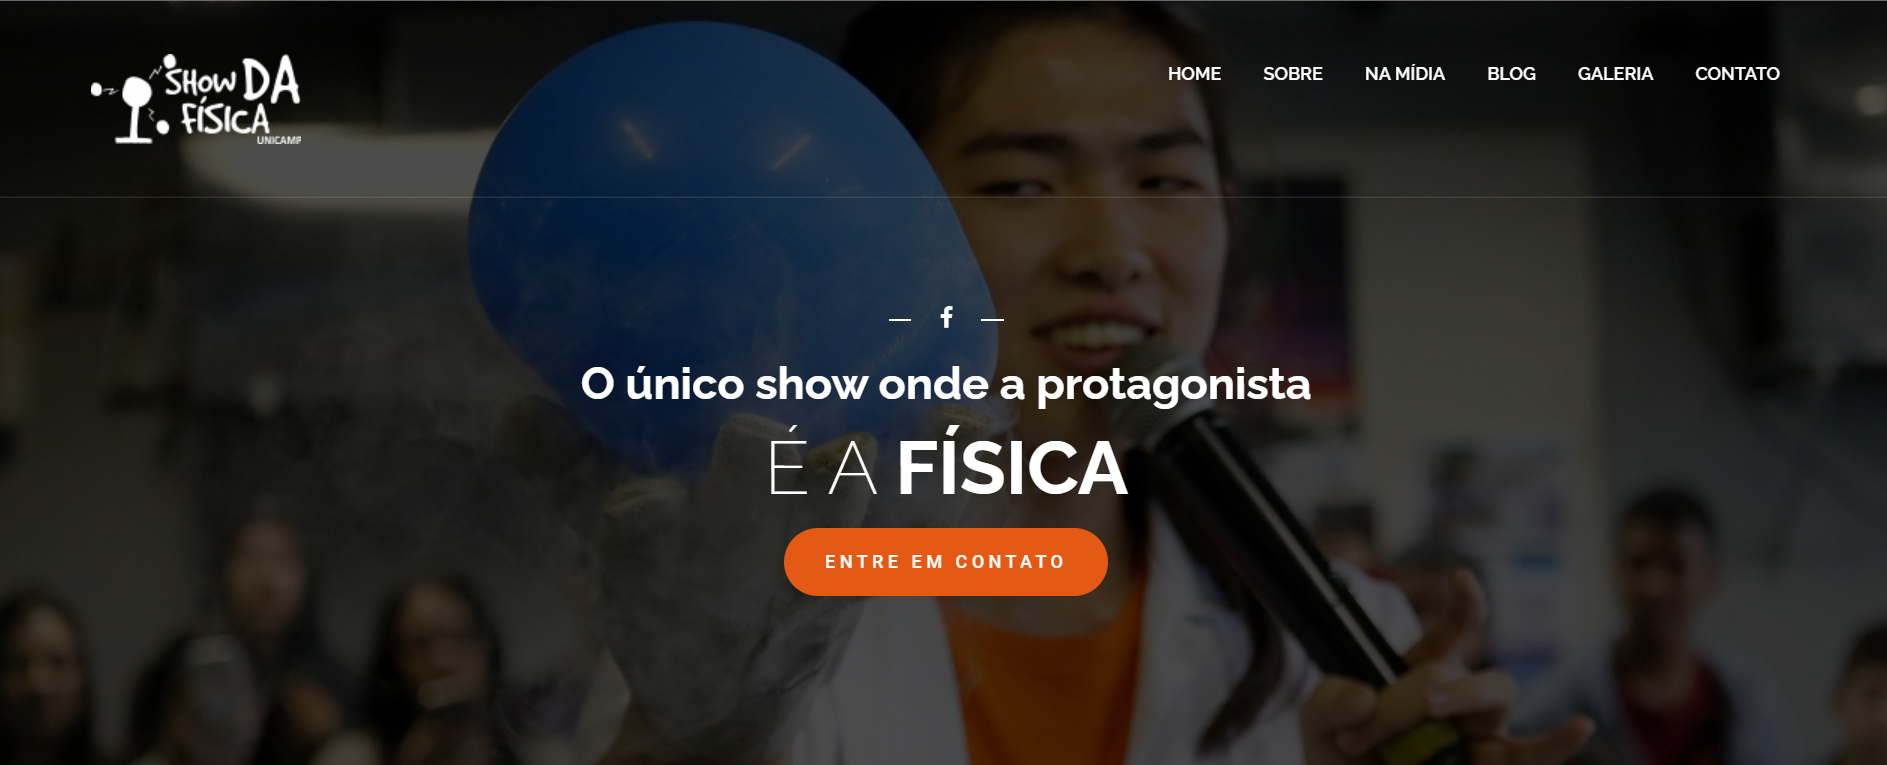 SHOW DA
FÍSICA
UNICAMP
HOME SOBRE NA MÍDIA BLOG GALERIA CONTATO
f
O único show onde a protagonista
É A FÍSICA
ENTRE EM CONTATO